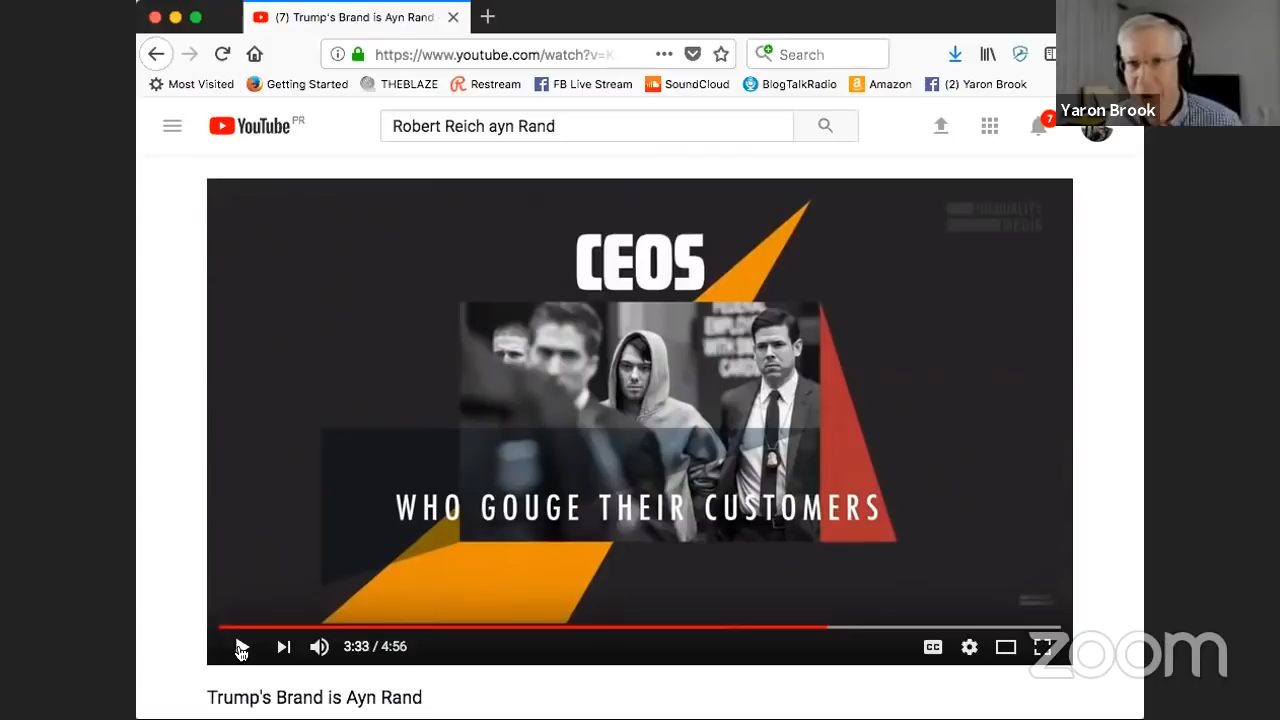 (7) Trump's Brand is Ayn Rand
https://www.youtube.com/watch?v=K
Search
Most Visited
Getting Started
THEBLAZE
Restream
FB Live Stream
SoundCloud
BlogTalkRadio
Amazon
(2) Yaron Brook
Yaron Brook
YouTube PR
Robert Reich ayn Rand
7
INEQUALITY
MEDIA
CEOS
WHO GOUGE THEIR CUSTOMERS
3:33 / 4:56
CC
zoom
Trump's Brand is Ayn Rand